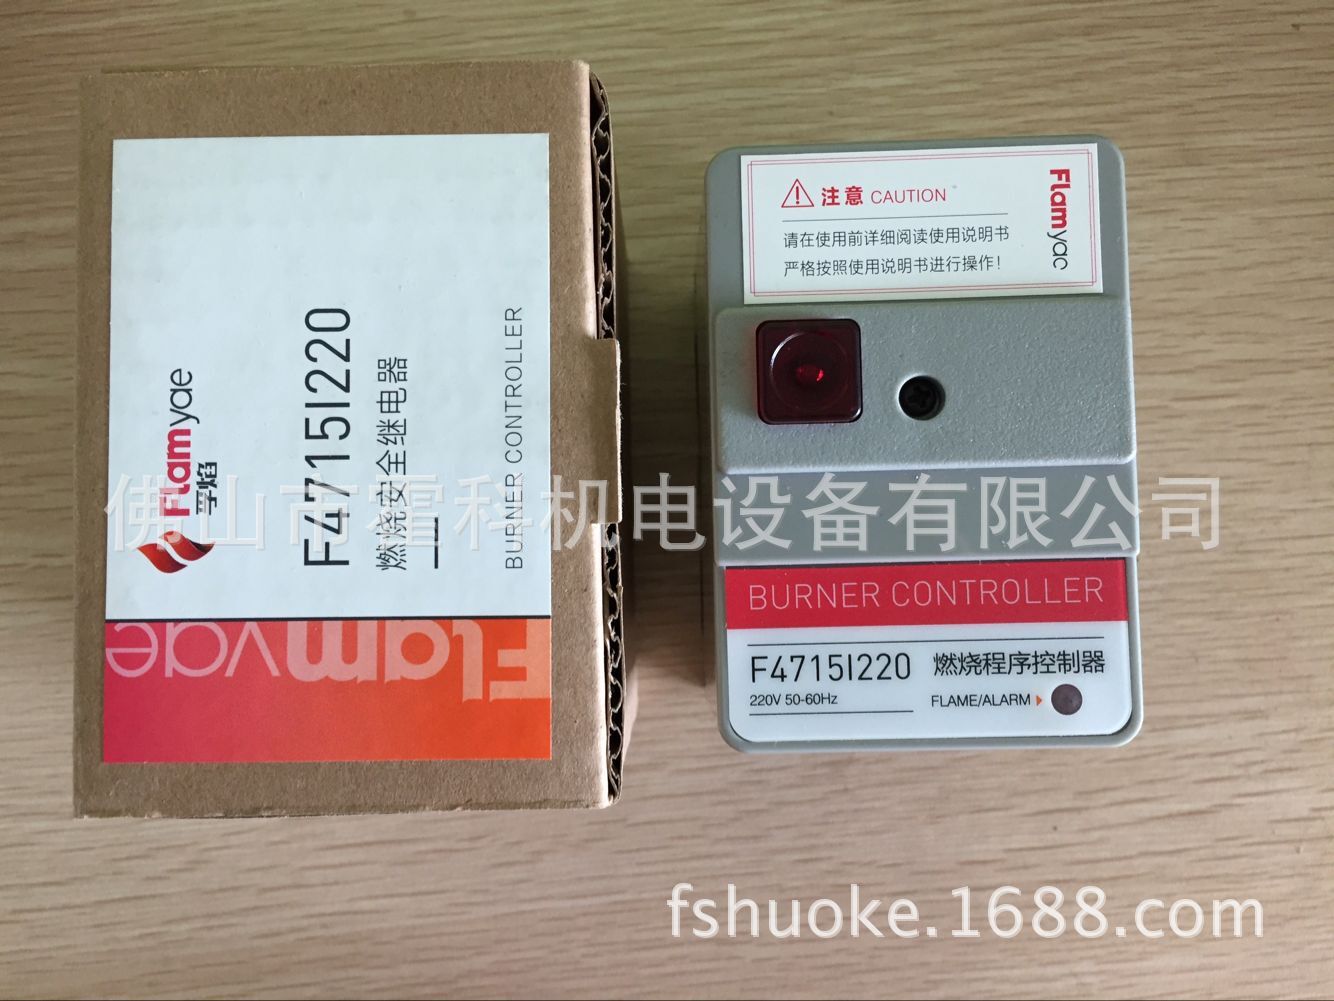 Flamyae
孚焰
F4715I220
燃烧安全继电器
BURNER CONTROLLER
Flamyae
注意 CAUTION
请在使用前详细阅读使用说明书
严格按照使用说明书进行操作！
Flamyac
BURNER CONTROLLER
F4715I220 燃烧程序控制器
220V 50-60Hz
FLAME/ALARM
佛山市霍科机电设备有限公司
fshuoke.1688.com